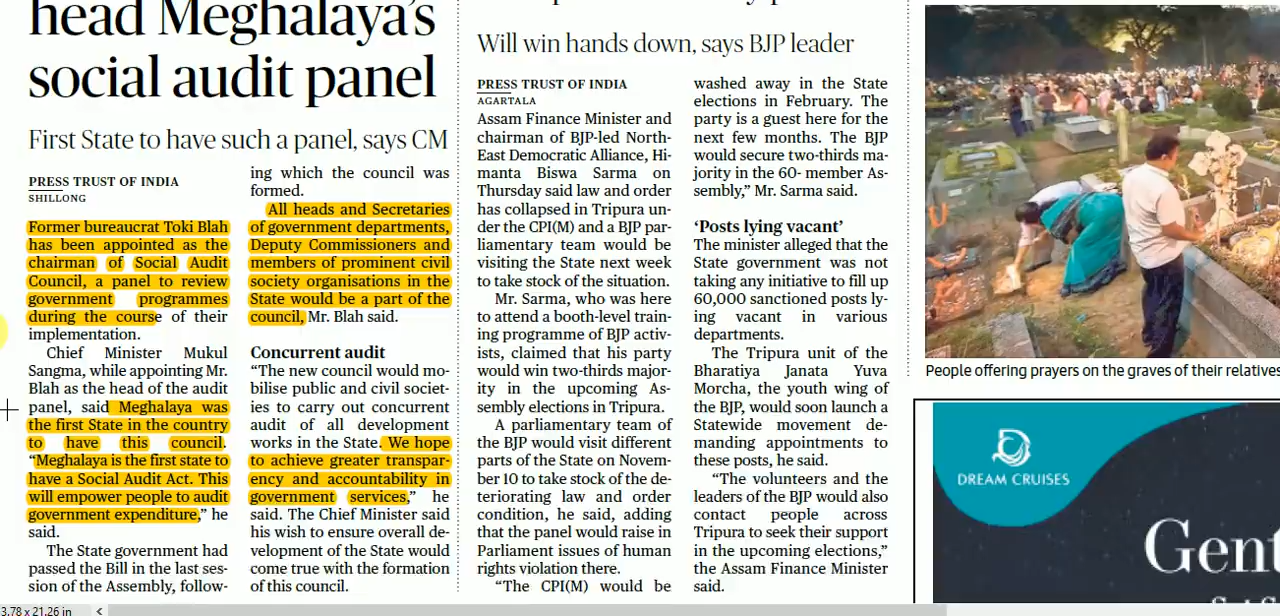 head Meghalaya's
social audit panel
First State to have such a panel, says CM
PRESS TRUST OF INDIA
SHILLONG
Former bureaucrat Toki Blah
has been appointed as the
chairman of Social Audit
Council, a panel to review
government programmes
during the course of their
implementation.
Chief Minister Mukul
Sangma, while appointing Mr.
Blah as the head of the audit
panel, said Meghalaya was
the first State in the country
to have this council.
“Meghalaya is the first state to
have a Social Audit Act. This
will empower people to audit
government expenditure,” he
said.
The State government had
passed the Bill in the last ses-
sion of the Assembly, follow-
ing which the council was
formed.
All heads and Secretaries
of government departments,
Deputy Commissioners and
members of prominent civil
society organisations in the
State would be a part of the
council, Mr. Blah said.
Concurrent audit
“The new council would mo-
bilise public and civil societ-
ies to carry out concurrent
audit of all development
works in the State. We hope
to achieve greater transpar-
ency and accountability in
government services,” he
said. The Chief Minister said
his wish to ensure overall de-
velopment of the State would
come true with the formation
of this council.
Will win hands down, says BJP leader
PRESS TRUST OF INDIA
AGARTALA
Assam Finance Minister and
chairman of BJP-led North-
East Democratic Alliance, Hi-
manta Biswa Sarma on
Thursday said law and order
has collapsed in Tripura un-
der the CPI(M) and a BJP par-
liamentary team would be
visiting the State next week
to take stock of the situation.
Mr. Sarma, who was here
to attend a booth-level train-
ing programme of BJP activ-
ists, claimed that his party
would win two-thirds major-
ity in the upcoming As-
sembly elections in Tripura.
A parliamentary team of
the BJP would visit different
parts of the State on Novem-
ber 10 to take stock of the de-
teriorating law and order
condition, he said, adding
that the panel would raise in
Parliament issues of human
rights violation there.
“The CPI(M) would be
washed away in the State
elections in February. The
party is a guest here for the
next few months. The BJP
would secure two-thirds ma-
jority in the 60- member As-
sembly,” Mr. Sarma said.
‘Posts lying vacant’
The minister alleged that the
State government was not
taking any initiative to fill up
60,000 sanctioned posts ly-
ing vacant in various
departments.
The Tripura unit of the
Bharatiya Janata Yuva
Morcha, the youth wing of
the BJP, would soon launch a
Statewide movement de-
manding appointments to
these posts, he said.
“The volunteers and the
leaders of the BJP would also
contact people across
Tripura to seek their support
in the upcoming elections,”
the Assam Finance Minister
said.
People offering prayers on the graves of their relatives
DREAM CRUISES
Gent
3.78 x 21.26 in